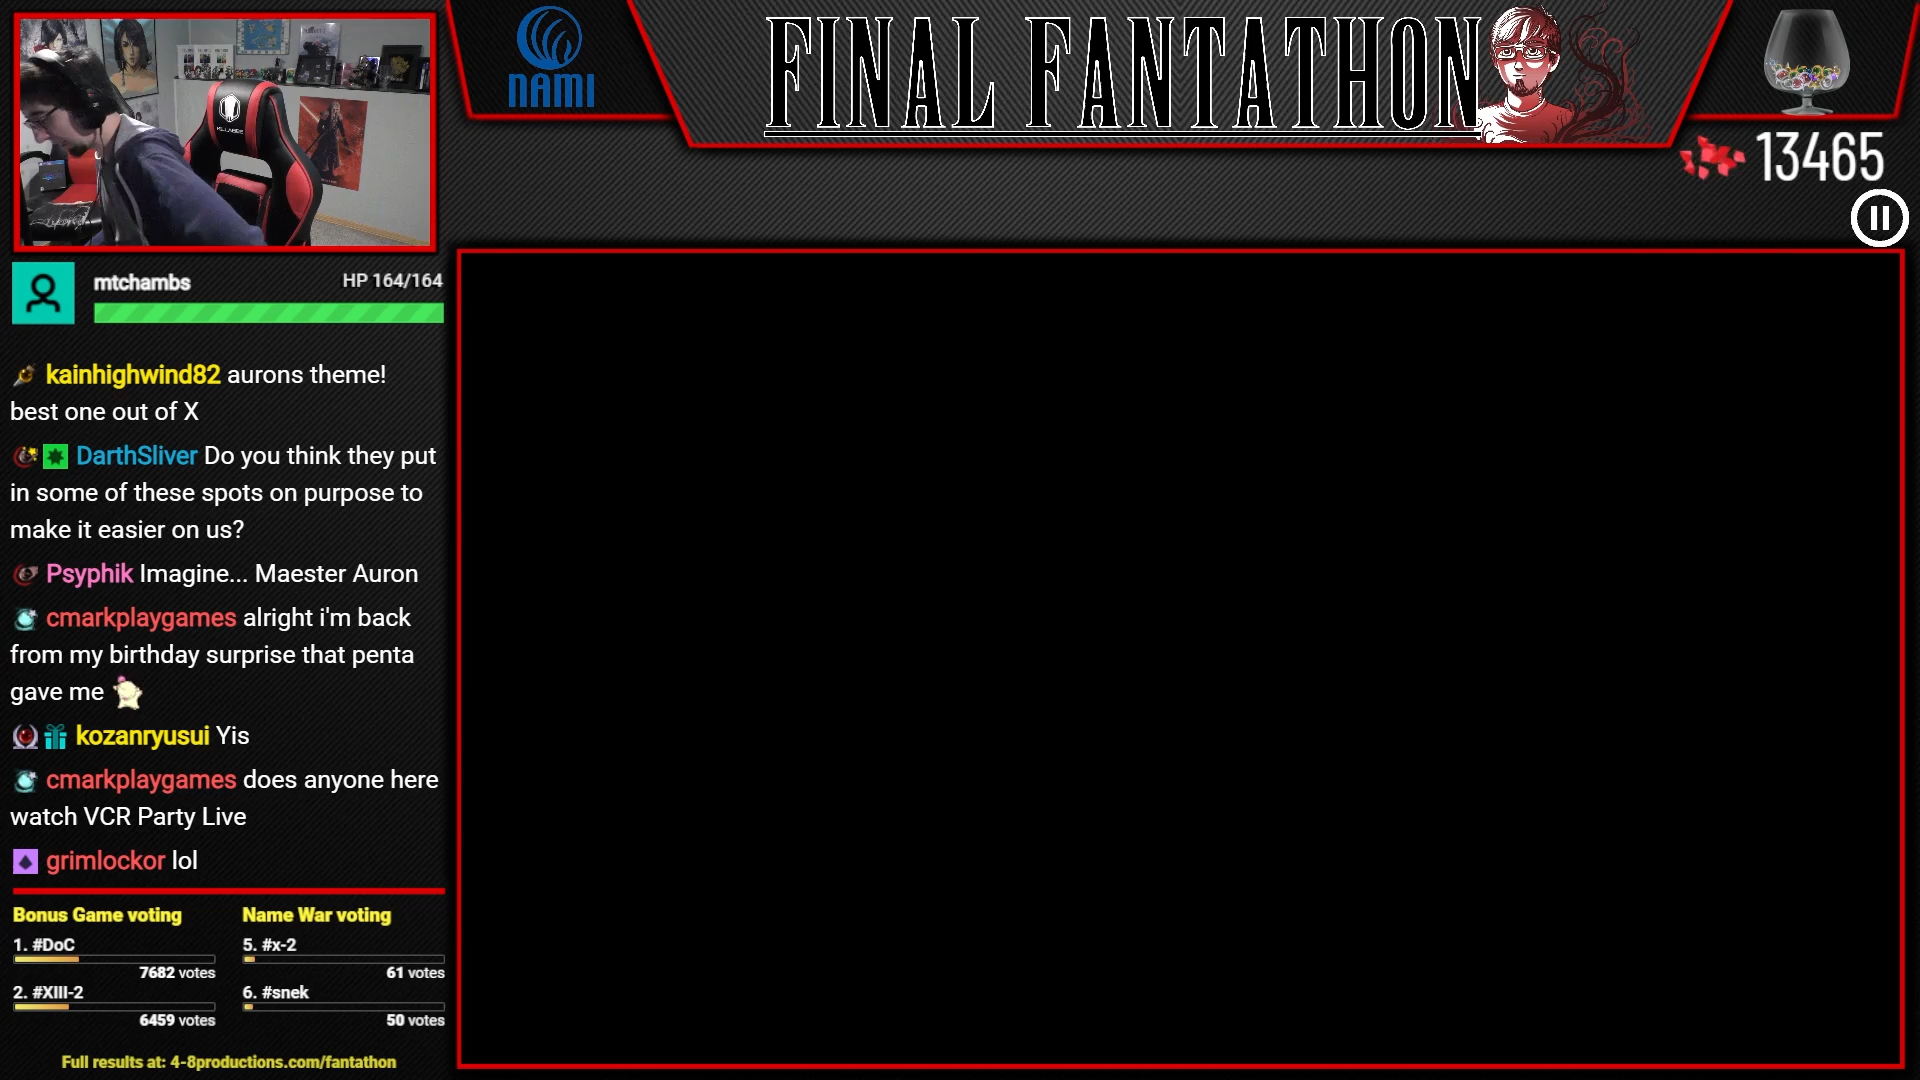 NAMI
FINAL FANTATHON
13465
mtchambs
HP 164/164
kainhighwind82 aurons theme!
best one out of X
DarthSliver Do you think they put
in some of these spots on purpose to
make it easier on us?
Psyphik Imagine... Maester Auron
cmarkplaygames alright i'm back
from my birthday surprise that penta
gave me
kozanryusui Yis
cmarkplaygames does anyone here
watch VCR Party Live
grimlockor lol
Bonus Game voting
1. #DoC
7682 votes
2. #XIII-2
6459 votes
Name War voting
5. #x-2
61 votes
6. #snek
50 votes
Full results at: 4-8productions.com/fantathon